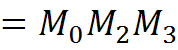 = M₀M₂M₃